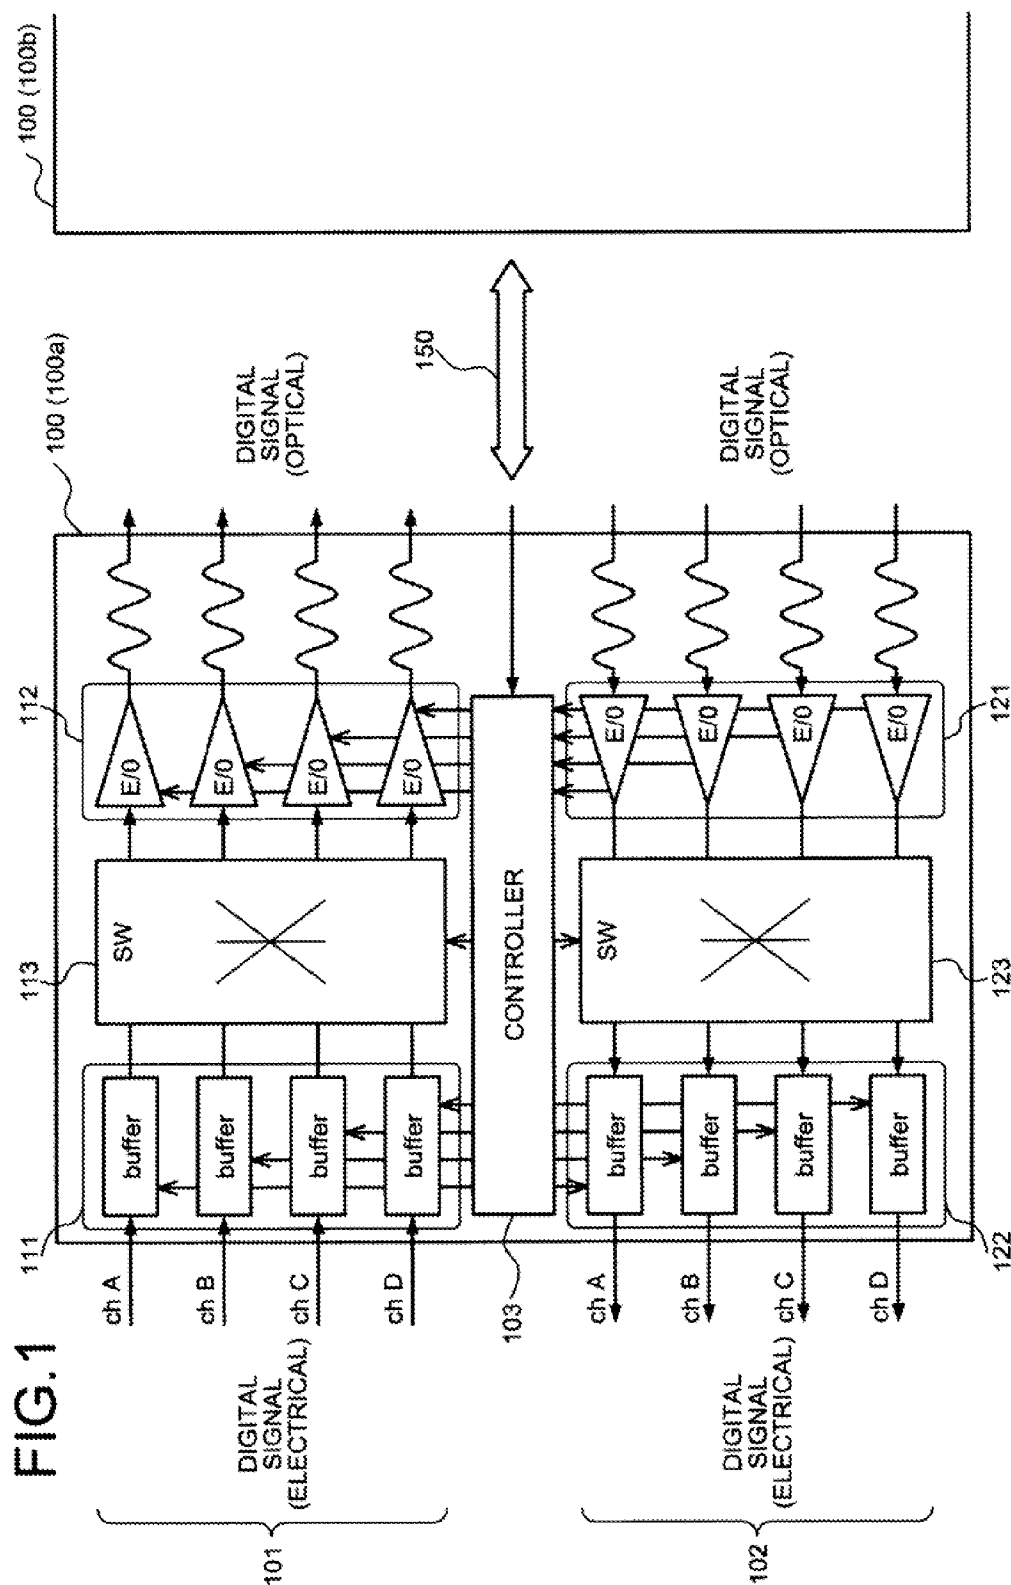 FIG.1
100 (100a)
100 (100b)
101
DIGITAL
SIGNAL
(ELECTRICAL)
ch A
ch B
ch C
ch D
111
buffer
buffer
buffer
buffer
113
SW
112
E/O
E/O
E/O
E/O
DIGITAL
SIGNAL
(OPTICAL)
103
CONTROLLER
150
102
DIGITAL
SIGNAL
(ELECTRICAL)
ch A
ch B
ch C
ch D
122
buffer
buffer
buffer
buffer
123
SW
121
E/O
E/O
E/O
E/O
DIGITAL
SIGNAL
(OPTICAL)